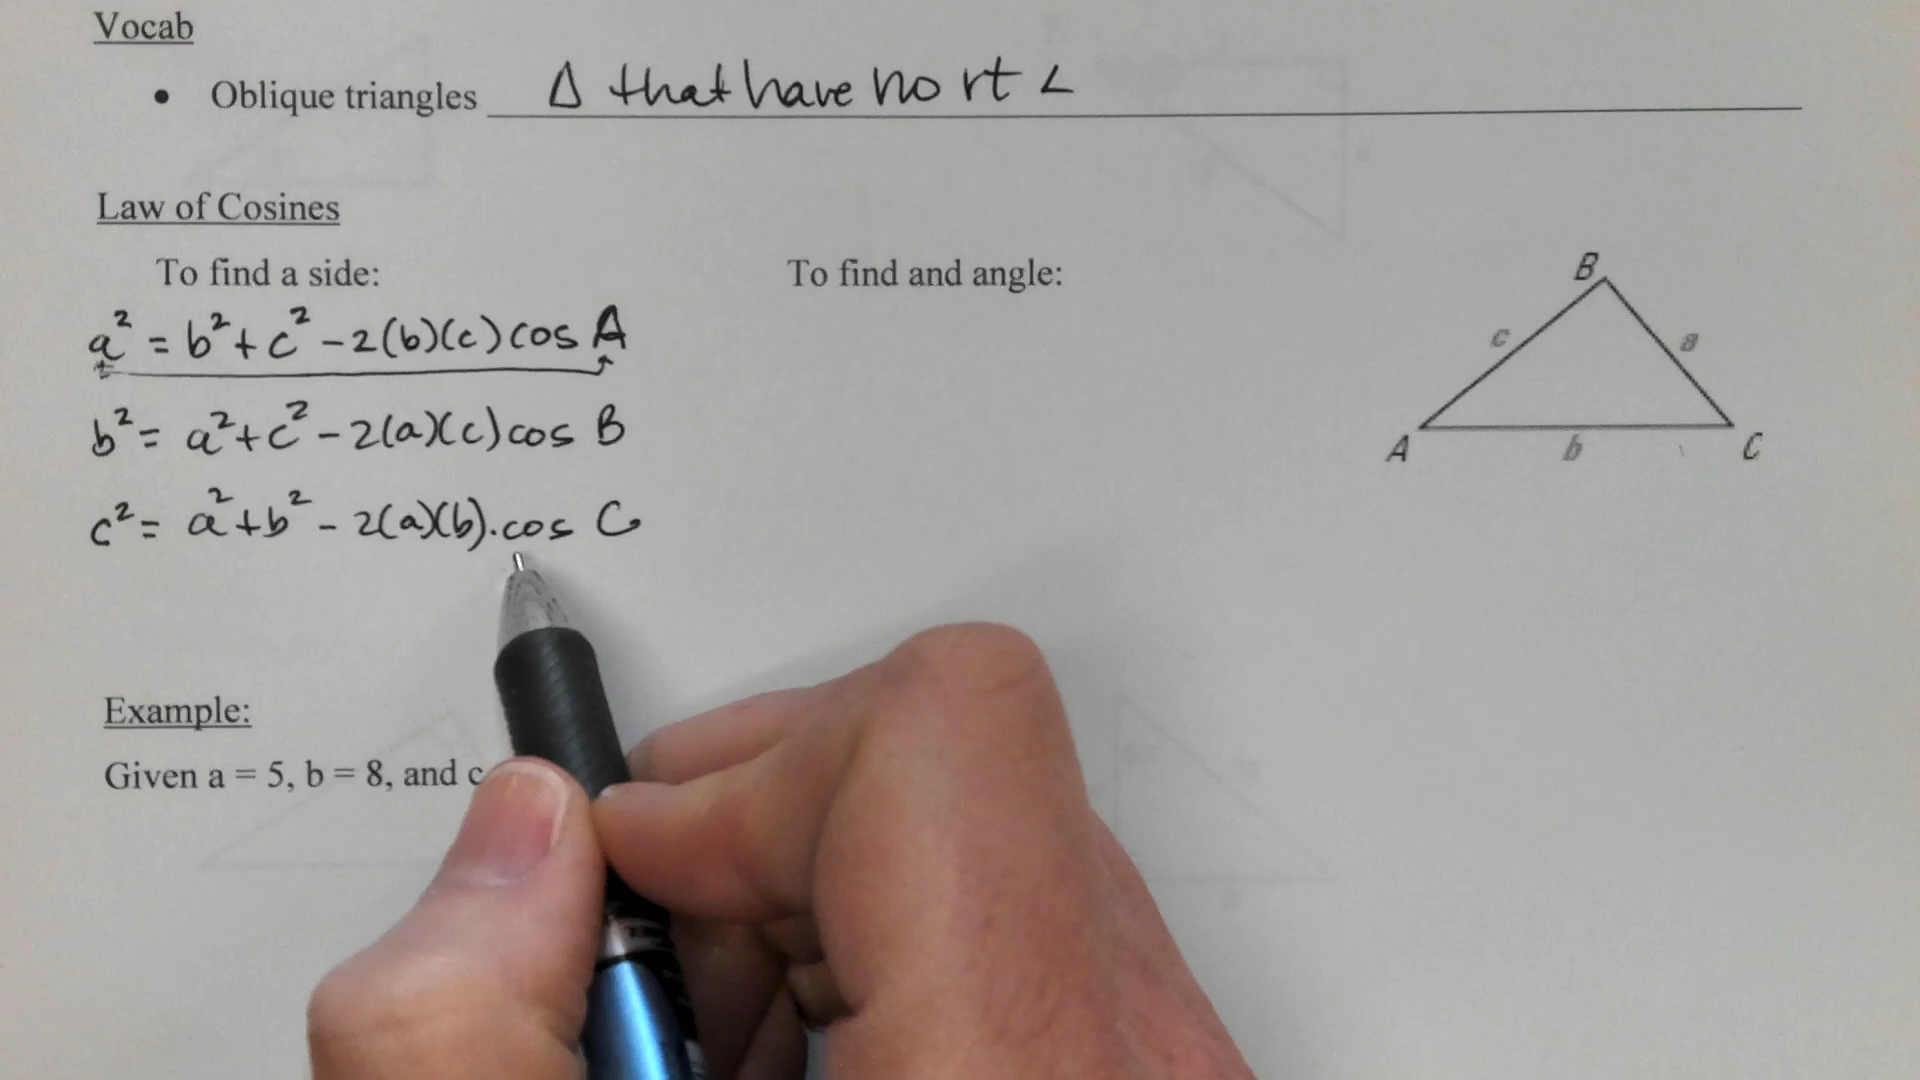 Vocab
• Oblique triangles Δ that have no rt ∠
Law of Cosines
To find a side:
To find and angle:
a² = b² + c² - 2(b)(c) cos A
b² = a² + c² - 2(a)(c) cos B
c² = a² + b² - 2(a)(b) · cos C
B
c
a
A
b
C
Example:
Given a = 5, b = 8, and c